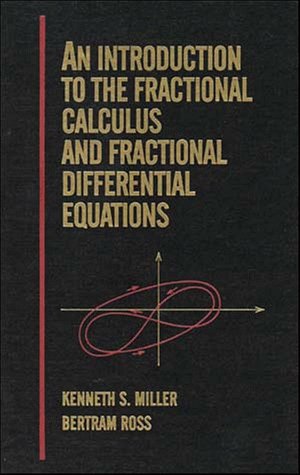 AN INTRODUCTION
TO THE FRACTIONAL
CALCULUS
AND FRACTIONAL
DIFFERENTIAL
EQUATIONS
KENNETH S. MILLER
BERTRAM ROSS